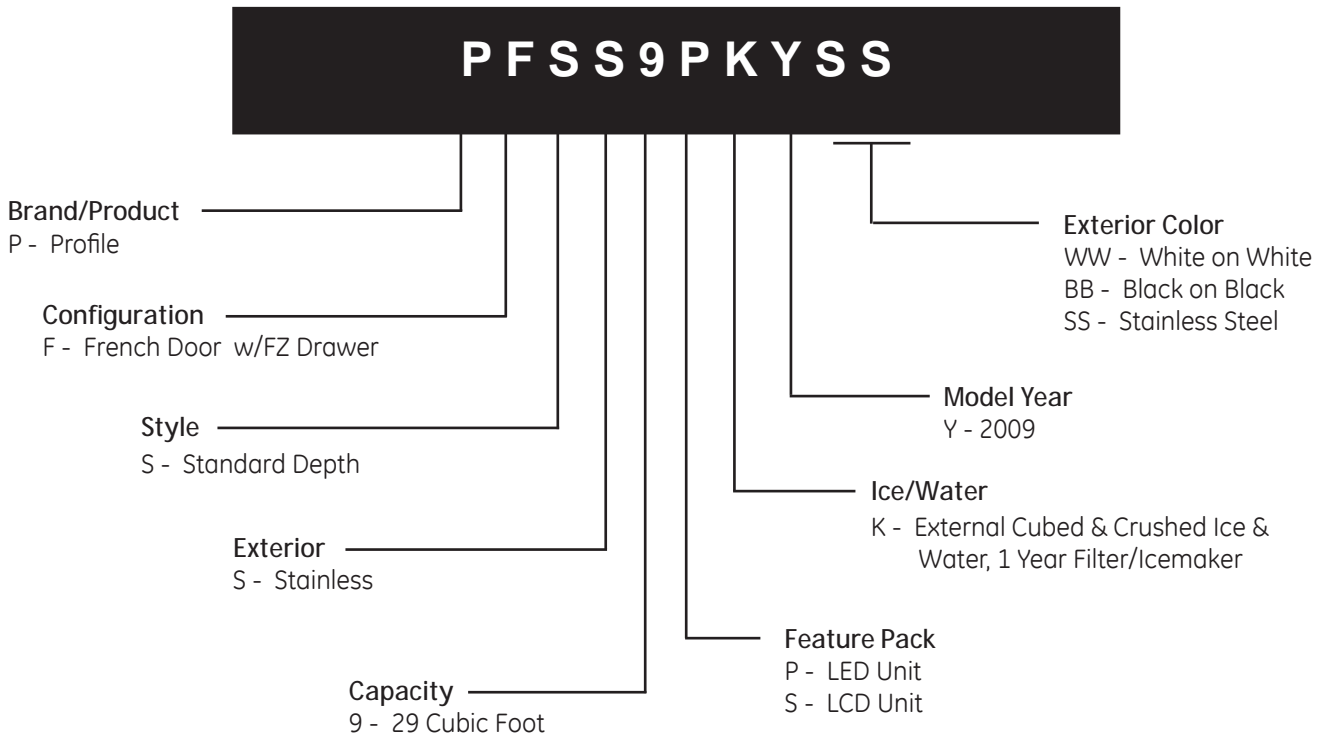 PFSS9PKYSS
Brand/Product
P - Profile
Configuration
F - French Door w/FZ Drawer
Style
S - Standard Depth
Exterior
S - Stainless
Capacity
9 - 29 Cubic Foot
Exterior Color
WW - White on White
BB - Black on Black
SS - Stainless Steel
Model Year
Y - 2009
Ice/Water
K - External Cubed & Crushed Ice &
Water, 1 Year Filter/Icemaker
Feature Pack
P - LED Unit
S - LCD Unit